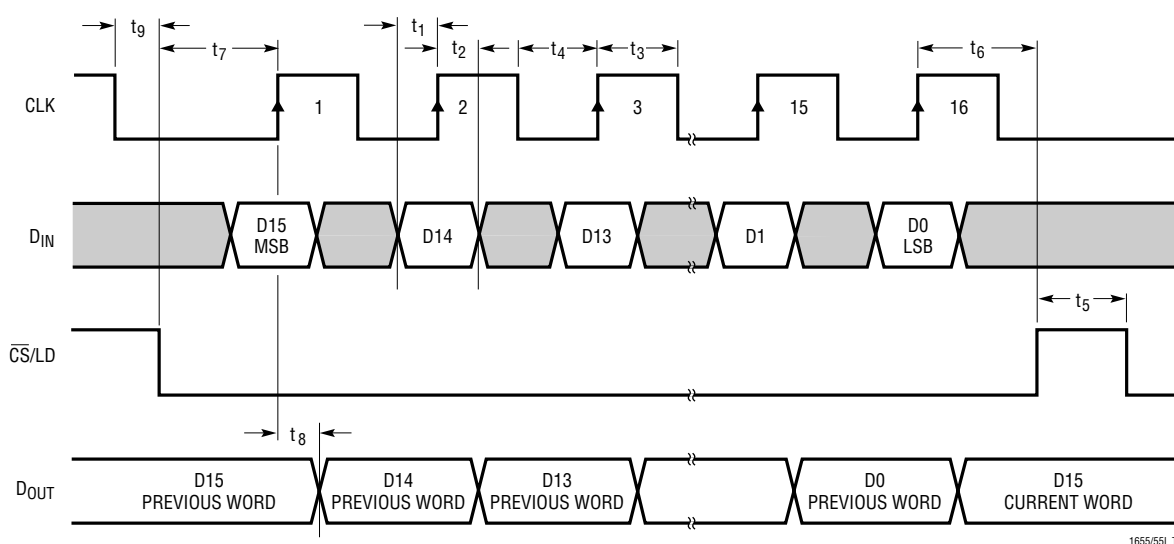 t9
t7
t1
t2
t4
t3
t6
CLK
1
2
3
15
16
DIN
D15
MSB
D14
D13
D1
D0
LSB
t5
CS/LD
t8
DOUT
D15
PREVIOUS WORD
D14
PREVIOUS WORD
D13
PREVIOUS WORD
D0
PREVIOUS WORD
D15
CURRENT WORD